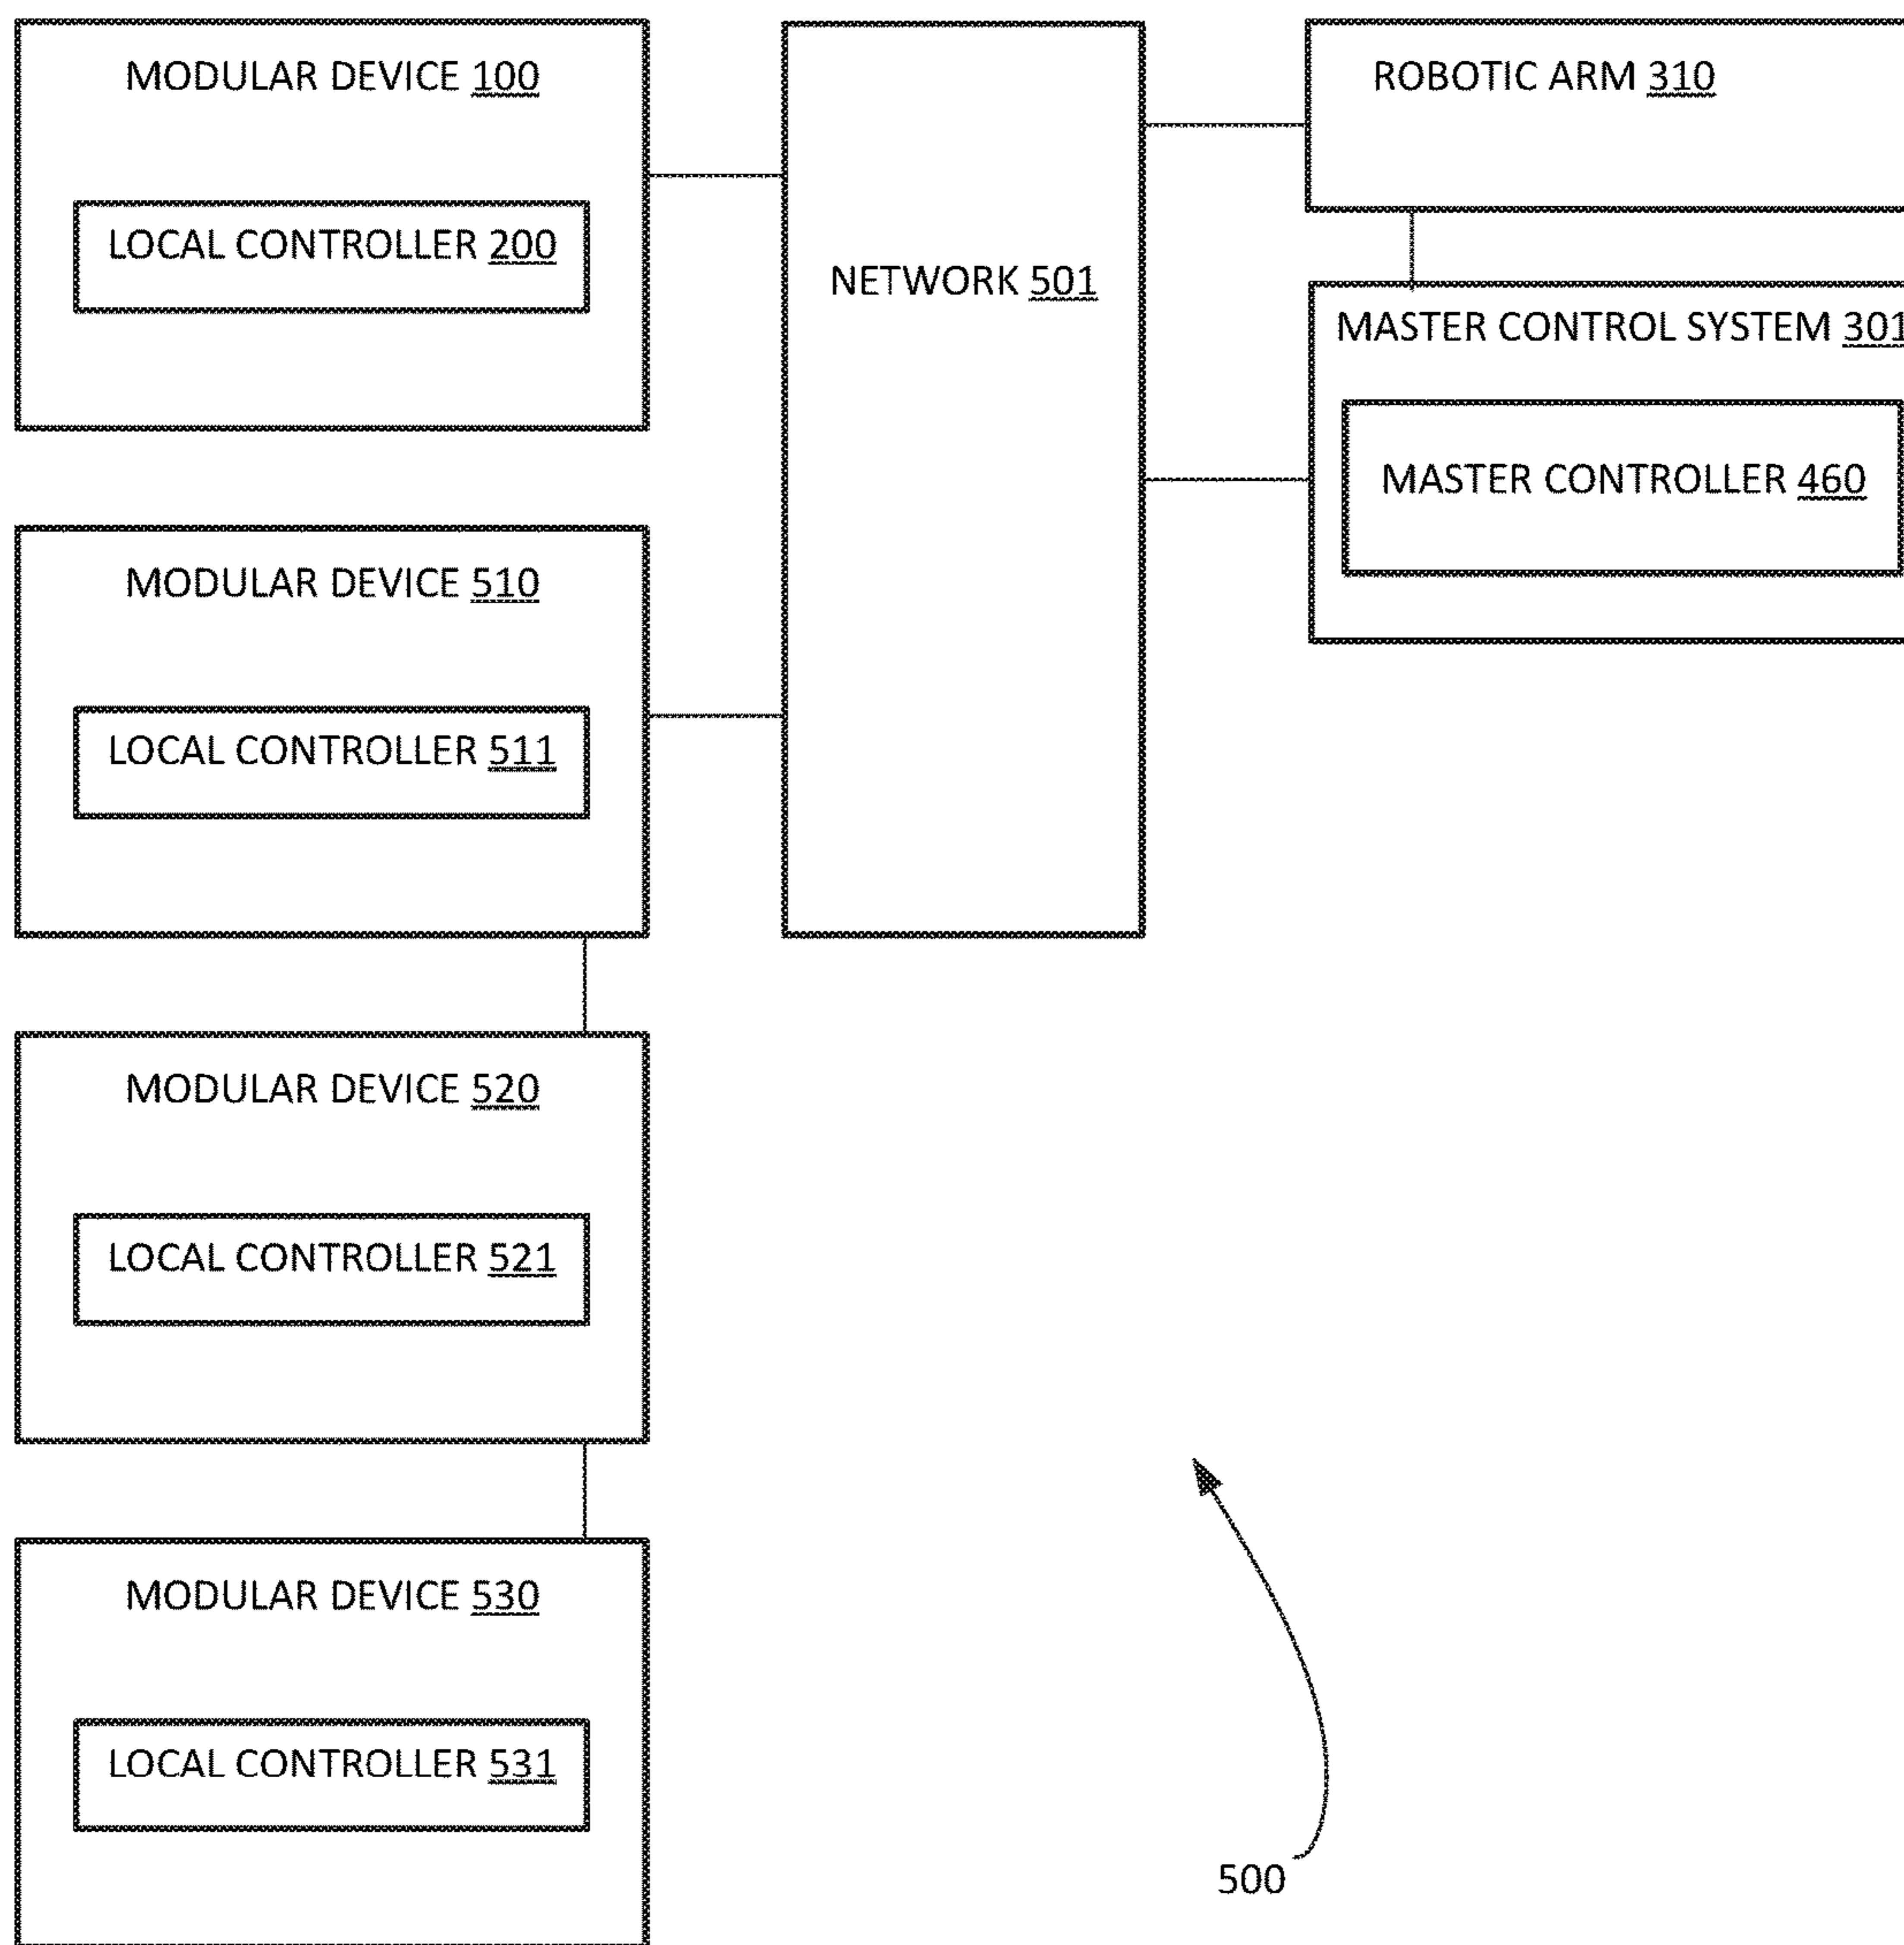 MODULAR DEVICE 100
LOCAL CONTROLLER 200
MODULAR DEVICE 510
LOCAL CONTROLLER 511
MODULAR DEVICE 520
LOCAL CONTROLLER 521
MODULAR DEVICE 530
LOCAL CONTROLLER 531
NETWORK 501
ROBOTIC ARM 310
MASTER CONTROL SYSTEM 301
MASTER CONTROLLER 460
500